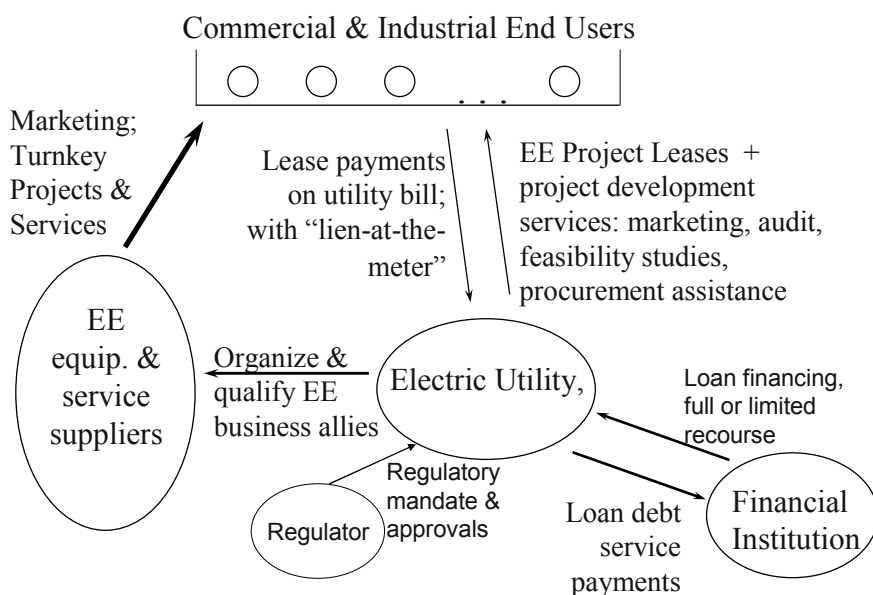 Commercial & Industrial End Users
. . .
Marketing;
Turnkey
Projects &
Services
Lease payments
on utility bill;
with “lien-at-the-
meter”
EE Project Leases +
project development
services: marketing, audit,
feasibility studies,
procurement assistance
EE
equip. &
service
suppliers
Organize &
qualify EE
business allies
Electric Utility,
Loan financing,
full or limited
recourse
Regulator
Regulatory
mandate &
approvals
Loan debt
service
payments
Financial
Institution